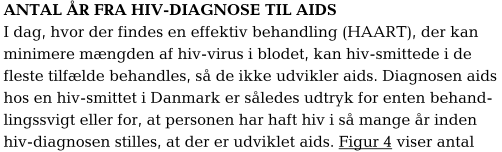 ANTAL ÅR FRA HIV-DIAGNOSE TIL AIDS
I dag, hvor der findes en effektiv behandling (HAART), der kan
minimere mængden af hiv-virus i blodet, kan hiv-smittede i de
fleste tilfælde behandles, så de ikke udvikler aids. Diagnosen aids
hos en hiv-smittet i Danmark er således udtryk for enten behand-
lingssvigt eller for, at personen har haft hiv i så mange år inden
hiv-diagnosen stilles, at der er udviklet aids. Figur 4 viser antal